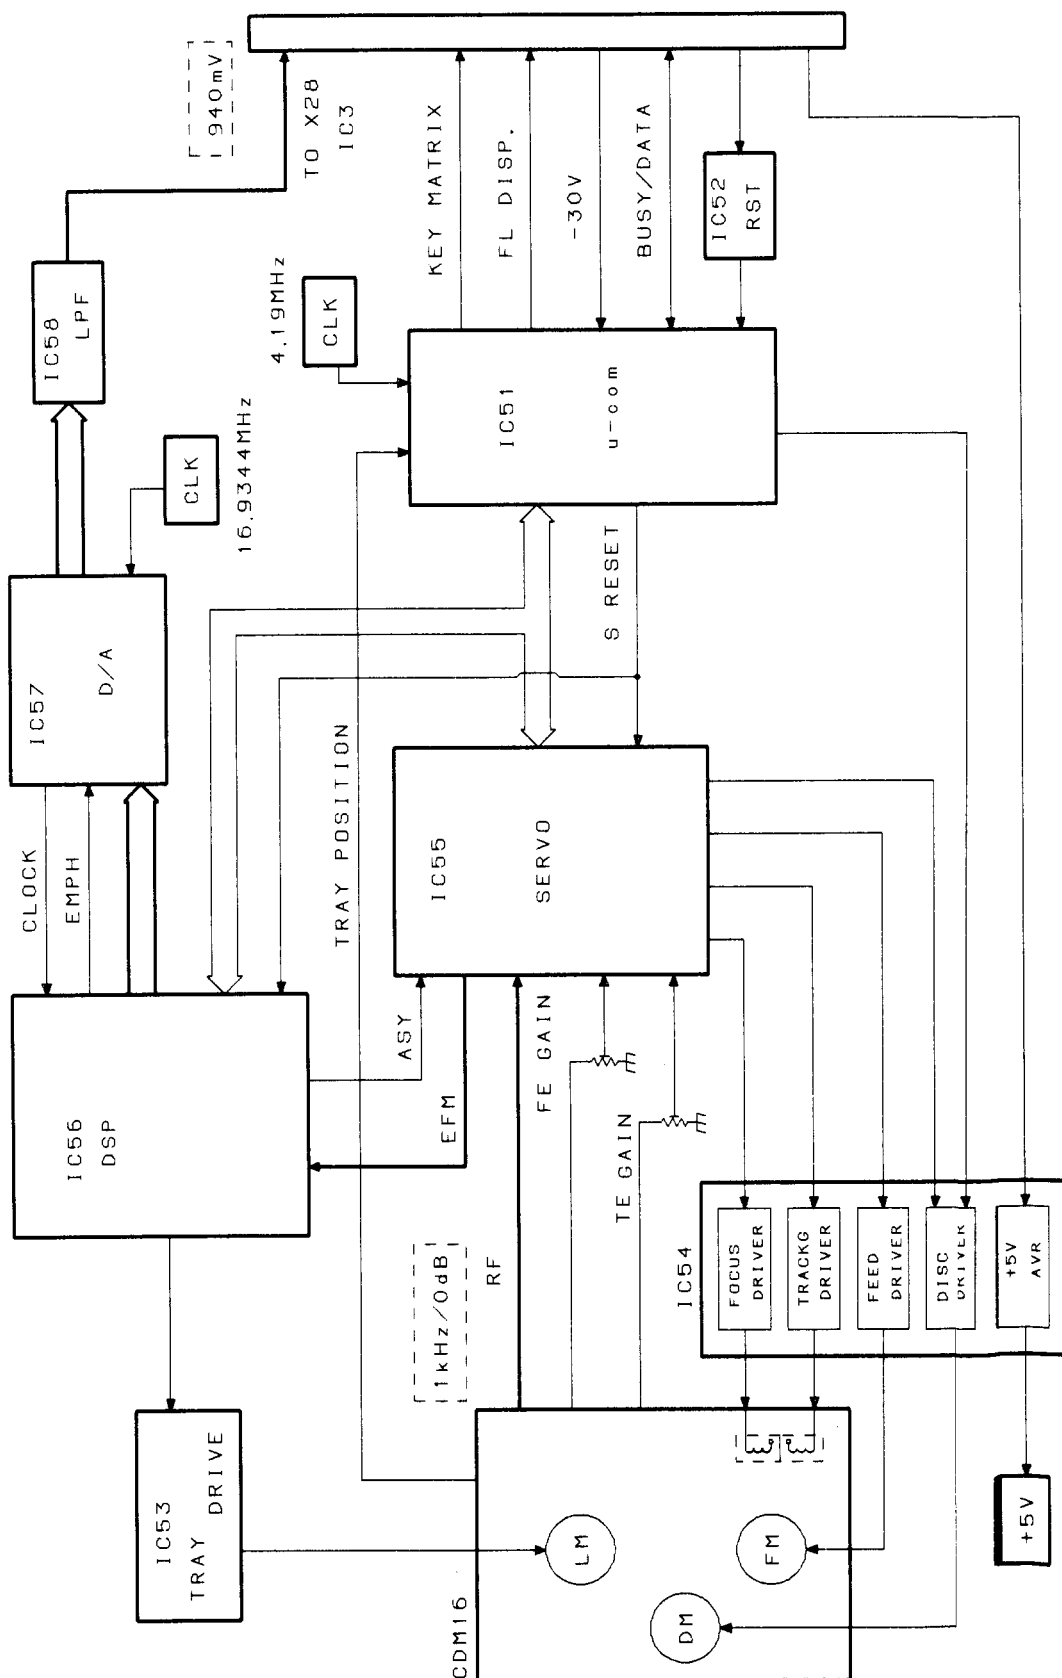 CDM16
LM
DM
FM
IC53
TRAY DRIVE
IC56
DSP
CLOCK
EMPH
IC57
D/A
CLK
16.9344MHz
IC58
LPF
940mV
TO X28
IC3
TRAY POSITION
1kHz/0dB
RF
EFM
ASY
FE GAIN
TE GAIN
IC55
SERVO
S RESET
CLK
4.19MHz
IC51
u-com
KEY MATRIX
FL DISP.
-30V
BUSY/DATA
IC52
RST
IC54
FOCUS
DRIVER
TRACKG
DRIVER
FEED
DRIVER
DISC
DRIVER
+5V
AVR
+5V